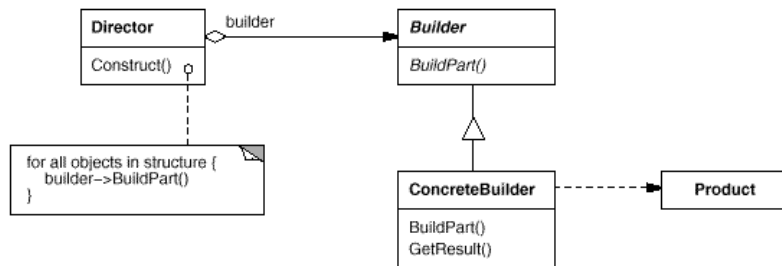 Director
builder
Builder
Construct()
BuildPart()
for all objects in structure {
builder->BuildPart()
}
ConcreteBuilder
Product
BuildPart()
GetResult()